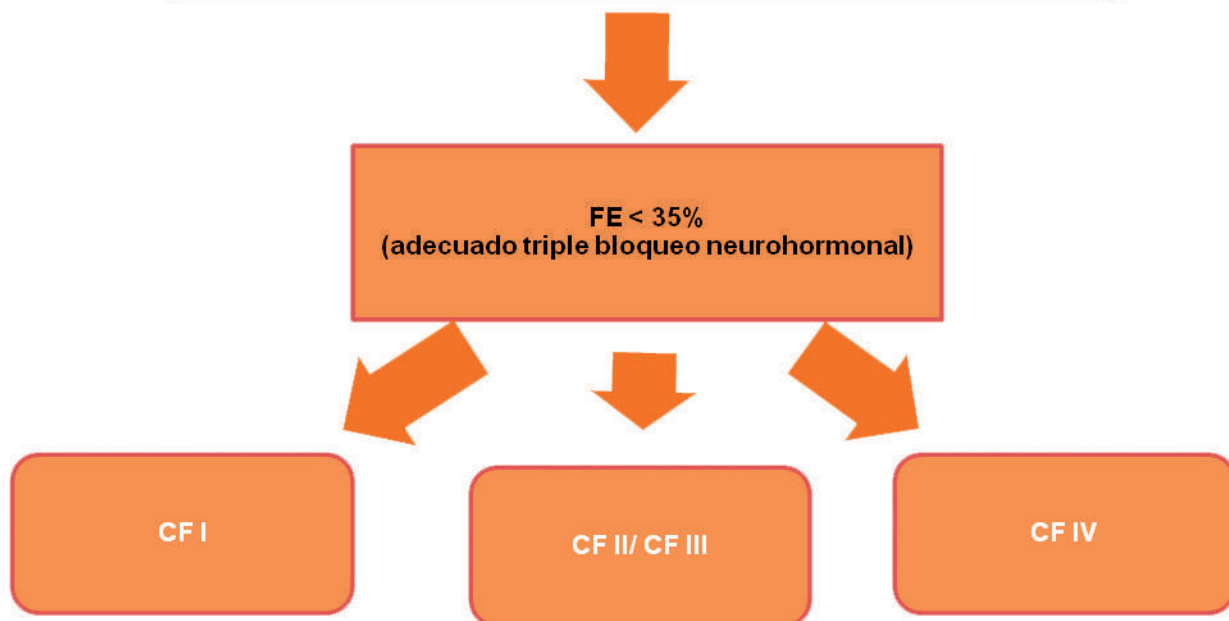 FE < 35%
(adecuado triple bloqueo neurohormonal)
CF I
CF II/ CF III
CF IV